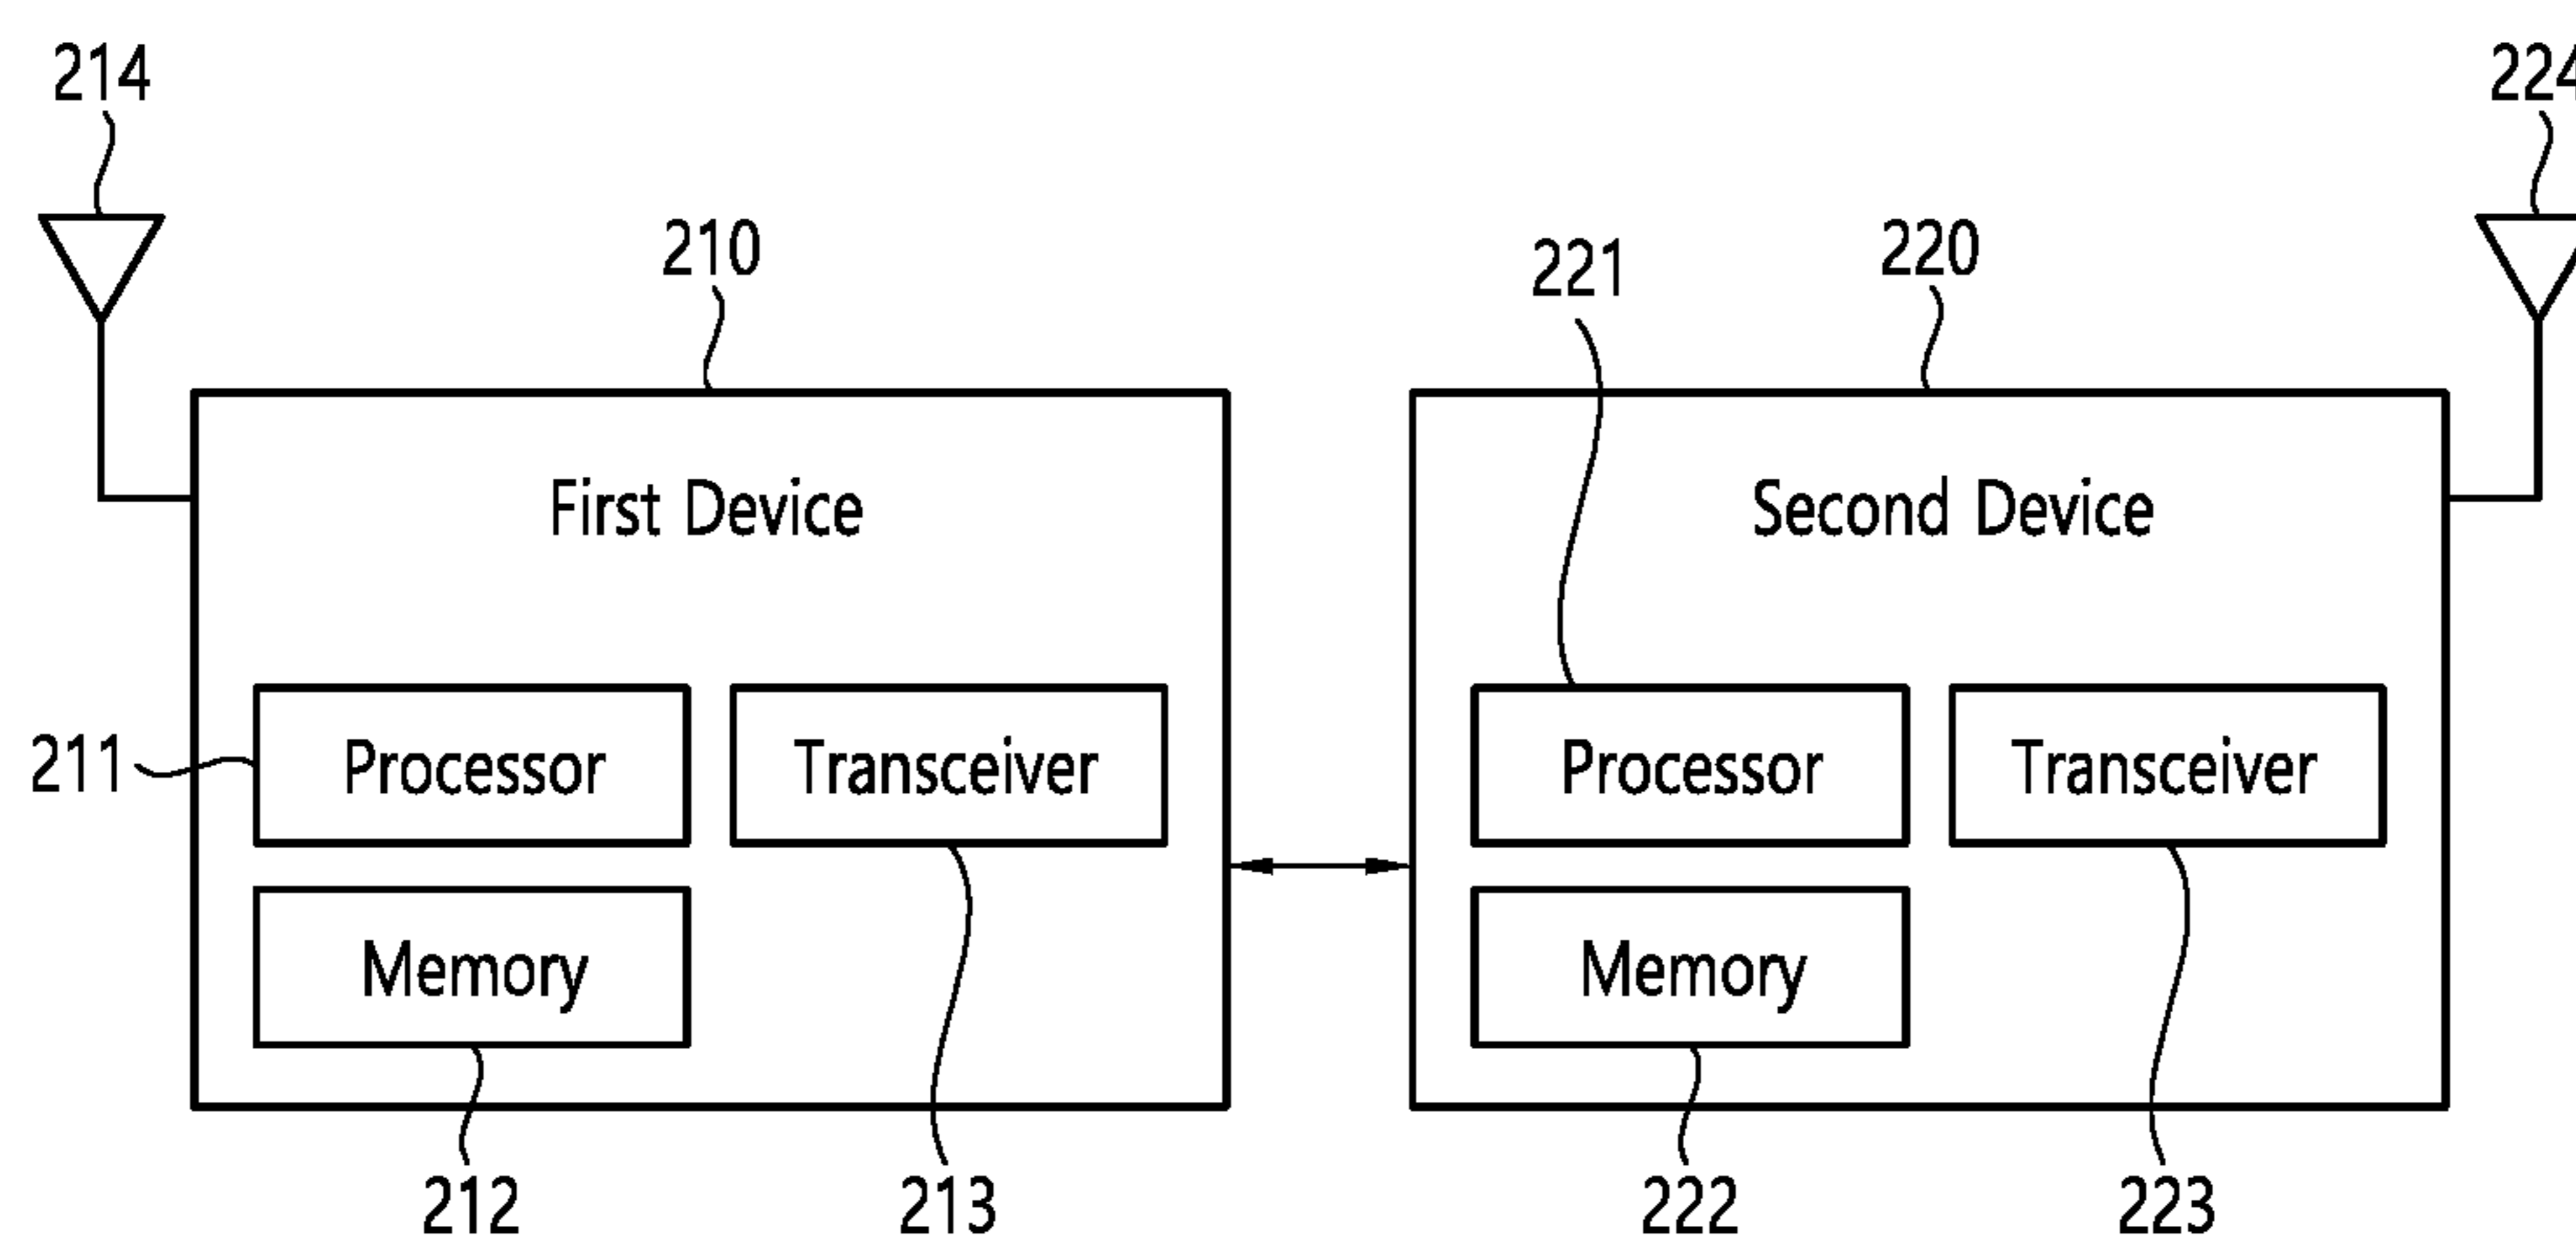 214
224
210
221
220
First Device
Second Device
211
Processor
Transceiver
Processor
Transceiver
Memory
Memory
212
213
222
223